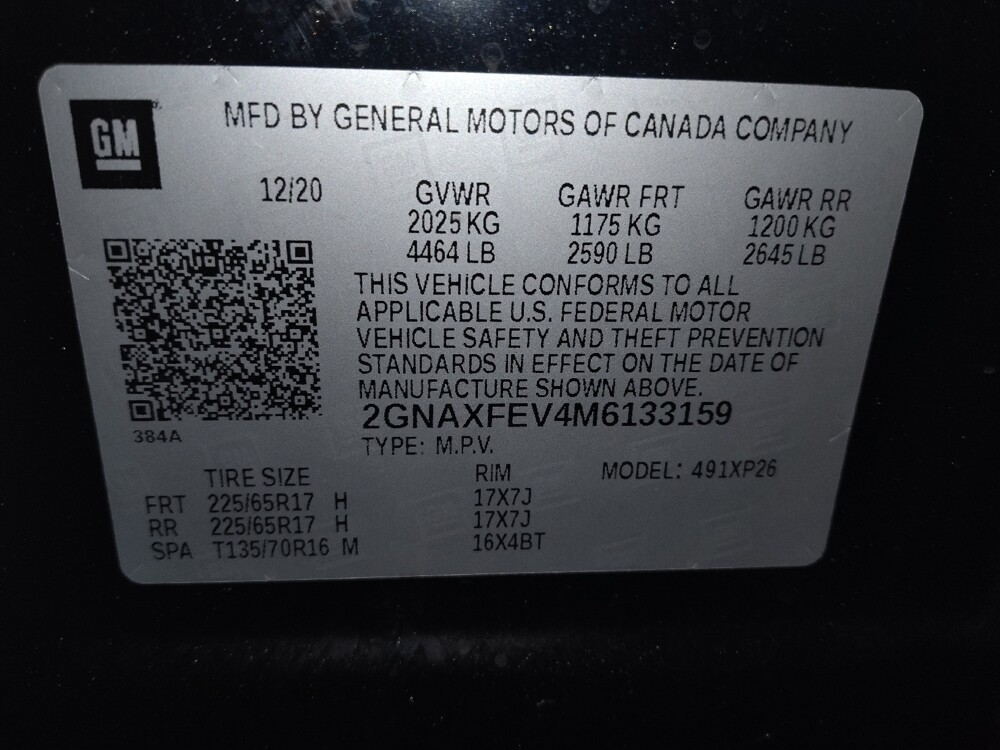 GM
MFD BY GENERAL MOTORS OF CANADA COMPANY
12/20 GVWR GAWR FRT GAWR RR
2025 KG 1175 KG 1200 KG
4464 LB 2590 LB 2645 LB
THIS VEHICLE CONFORMS TO ALL
APPLICABLE U.S. FEDERAL MOTOR
VEHICLE SAFETY AND THEFT PREVENTION
STANDARDS IN EFFECT ON THE DATE OF
MANUFACTURE SHOWN ABOVE.
2GNAXFEV4M6133159
384A
TYPE: M.P.V.
TIRE SIZE RIM MODEL: 491XP26
FRT 225/65R17 H 17X7J
RR 225/65R17 H 17X7J
SPA T135/70R16 M 16X4BT